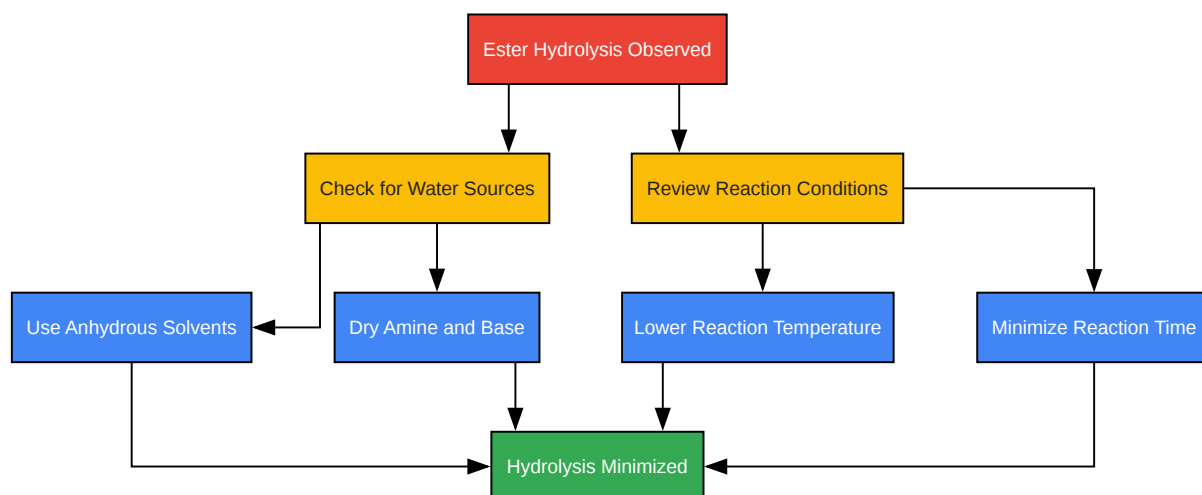 Ester Hydrolysis Observed
Check for Water Sources
Review Reaction Conditions
Use Anhydrous Solvents
Dry Amine and Base
Lower Reaction Temperature
Minimize Reaction Time
Hydrolysis Minimized